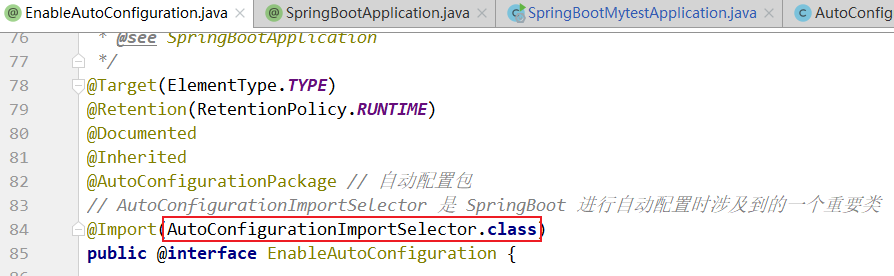 EnableAutoConfiguration.java × SpringBootApplication.java × SpringBootMytestApplication.java × AutoConfig
76 * @see SpringBootApplication
77 */
78 @Target(ElementType.TYPE)
79 @Retention(RetentionPolicy.RUNTIME)
80 @Documented
81 @Inherited
82 @AutoConfigurationPackage // 自动配置包
83 // AutoConfigurationImportSelector 是 SpringBoot 进行自动配置时涉及到的一个重要类
84 @Import(AutoConfigurationImportSelector.class)
85 public @interface EnableAutoConfiguration {